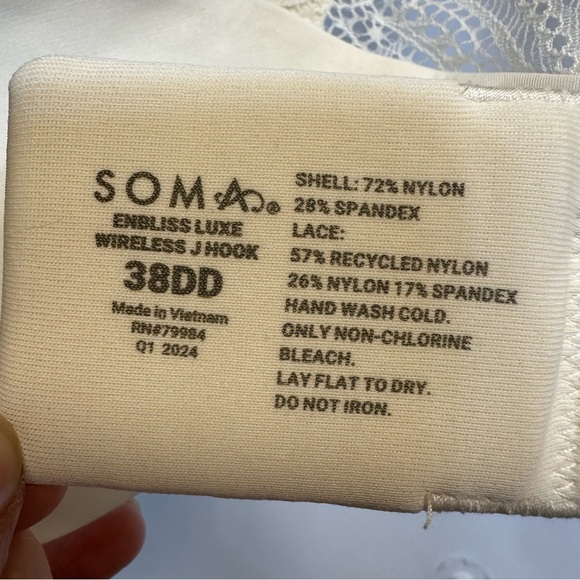 SOMA®
ENBLISS LUXE
WIRELESS J HOOK
38DD
Made in Vietnam
RN#79984
Q1 2024
SHELL: 72% NYLON
28% SPANDEX
LACE:
57% RECYCLED NYLON
26% NYLON 17% SPANDEX
HAND WASH COLD.
ONLY NON-CHLORINE
BLEACH.
LAY FLAT TO DRY.
DO NOT IRON.